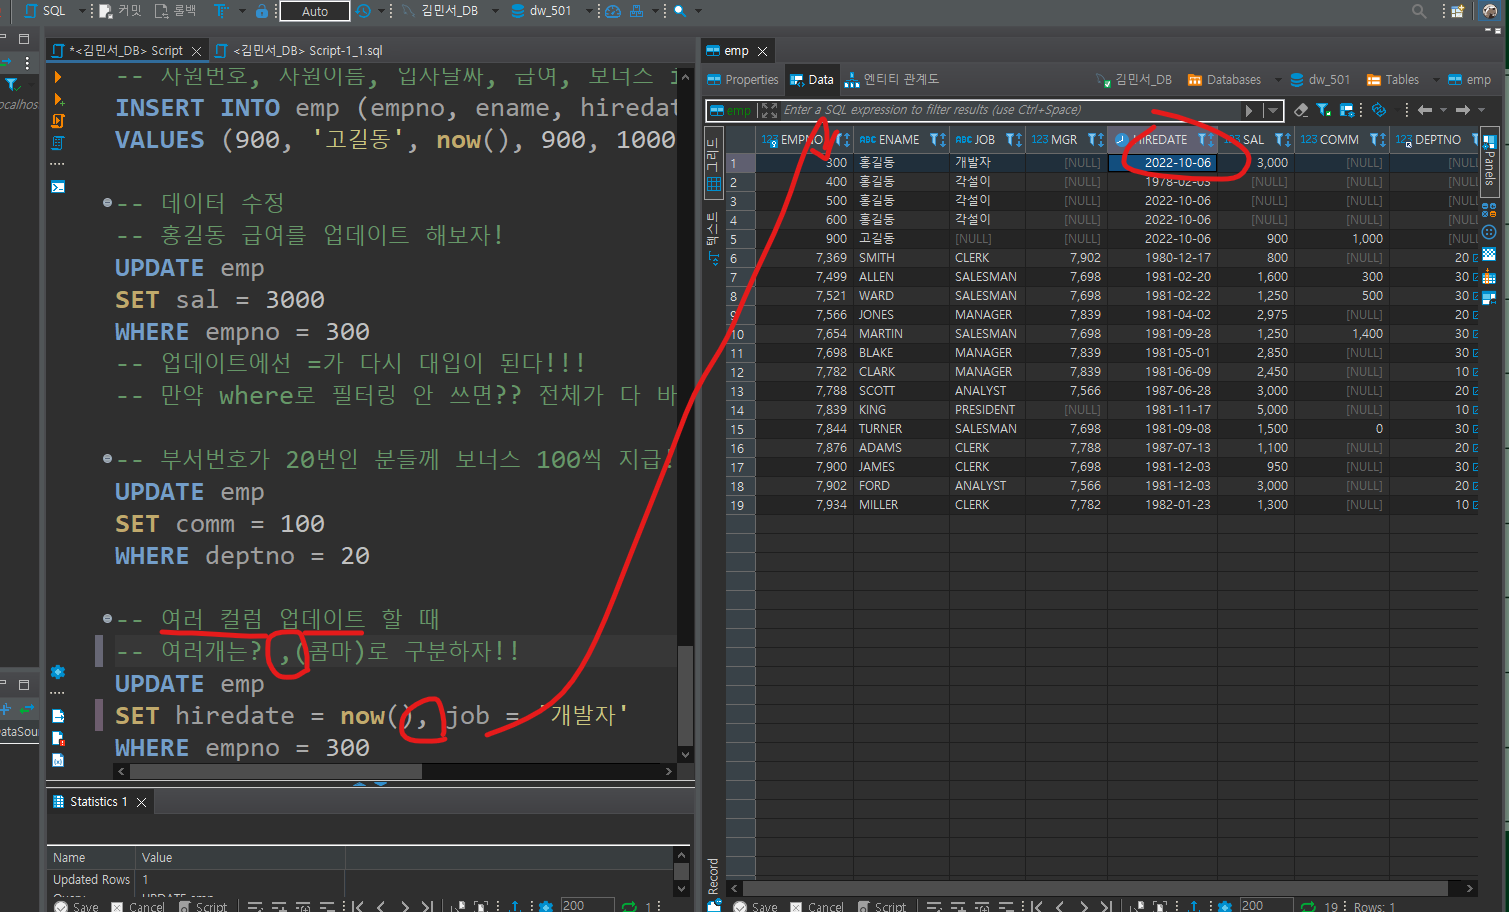 SQL 커밋 롤백 T Auto 김민서_DB dw_501
*<김민서_DB> Script <김민서_DB> Script-1_1.sql
emp
Properties Data 엔티티 관계도 김민서_DB Databases dw_501 Tables emp
emp Enter a SQL expression to filter results (use Ctrl+Space)
ocalhos
-- 사원번호, 사원이름, 입사날짜, 급여, 보너스
INSERT INTO emp (empno, ename, hiredat
VALUES (900, '고길동', now(), 900, 1000
-- 데이터 수정
-- 홍길동 급여를 업데이트 해보자!
UPDATE emp
SET sal = 3000
WHERE empno = 300
-- 업데이트에선 =가 다시 대입이 된다!!!
-- 만약 where로 필터링 안 쓰면?? 전체가 다 바
-- 부서번호가 20번인 분들께 보너스 100씩 지급!
UPDATE emp
SET comm = 100
WHERE deptno = 20
-- 여러 컬럼 업데이트 할 때
-- 여러개는? ,(콤마)로 구분하자!!
UPDATE emp
SET hiredate = now(), job = '개발자'
WHERE empno = 300
DataSou
Statistics 1
Name Value
Updated Rows 1
Query UPDATE emp
Save Cancel Script 200 1
그리드
텍스트
Record
Panels
123 EMPNO ABC ENAME ABC JOB 123 MGR HIREDATE 123 SAL 123 COMM 123 DEPTNO
1 300 홍길동 개발자 [NULL] 2022-10-06 3,000 [NULL] [NULL
2 400 홍길동 각설이 [NULL] 1978-02-03 [NULL] [NULL] [NULL
3 500 홍길동 각설이 [NULL] 2022-10-06 [NULL] [NULL] [NULL
4 600 홍길동 각설이 [NULL] 2022-10-06 [NULL] [NULL] [NULL
5 900 고길동 [NULL] [NULL] 2022-10-06 900 1,000 [NULL
6 7,369 SMITH CLERK 7,902 1980-12-17 800 [NULL] 20
7 7,499 ALLEN SALESMAN 7,698 1981-02-20 1,600 300 30
8 7,521 WARD SALESMAN 7,698 1981-02-22 1,250 500 30
9 7,566 JONES MANAGER 7,839 1981-04-02 2,975 [NULL] 20
10 7,654 MARTIN SALESMAN 7,698 1981-09-28 1,250 1,400 30
11 7,698 BLAKE MANAGER 7,839 1981-05-01 2,850 [NULL] 30
12 7,782 CLARK MANAGER 7,839 1981-06-09 2,450 [NULL] 10
13 7,788 SCOTT ANALYST 7,566 1987-06-28 3,000 [NULL] 20
14 7,839 KING PRESIDENT [NULL] 1981-11-17 5,000 [NULL] 10
15 7,844 TURNER SALESMAN 7,698 1981-09-08 1,500 0 30
16 7,876 ADAMS CLERK 7,788 1987-07-13 1,100 [NULL] 20
17 7,900 JAMES CLERK 7,698 1981-12-03 950 [NULL] 30
18 7,902 FORD ANALYST 7,566 1981-12-03 3,000 [NULL] 20
19 7,934 MILLER CLERK 7,782 1982-01-23 1,300 [NULL] 10
Save Cancel Script 200 19 Rows: 1